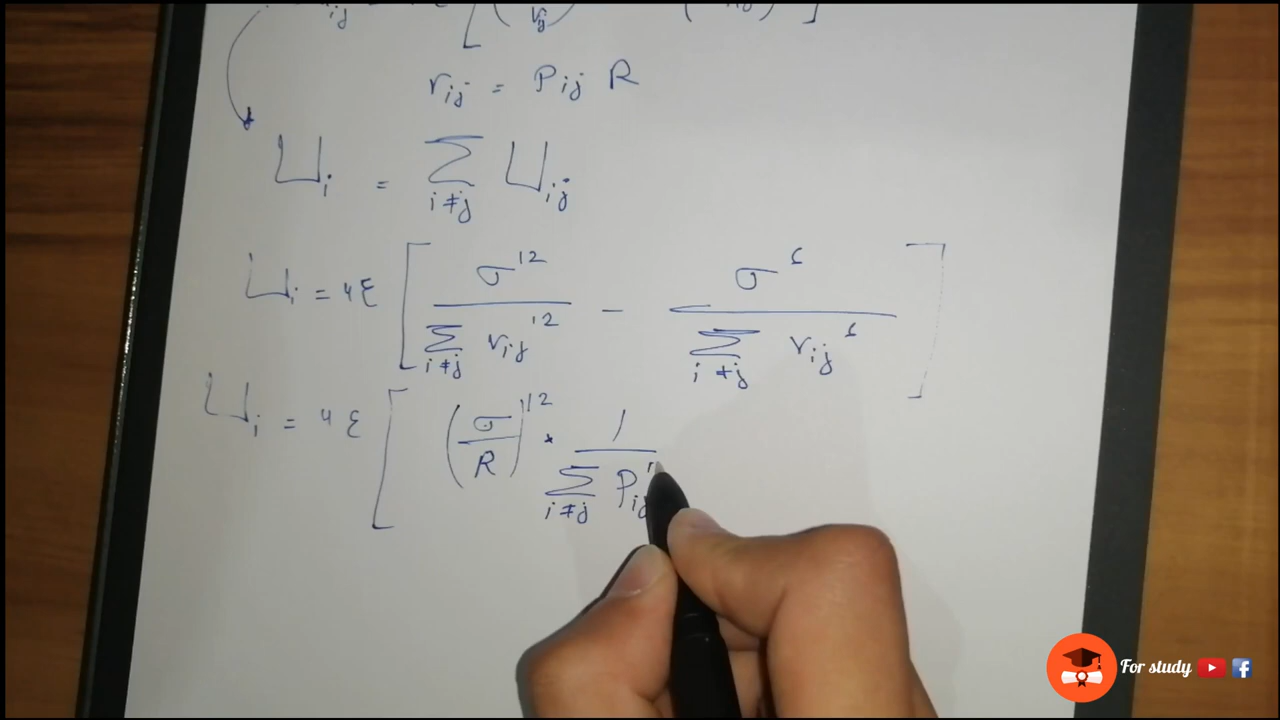 r_ij = P_ij R
U_i = Σ_{i≠j} U_ij
U_i = 4ε [ σ^12 / Σ_{i≠j} r_ij^12 − σ^6 / Σ_{i≠j} r_ij^6 ]
U_i = 4ε [ (σ/R)^12 * 1 / Σ_{i≠j} P_ij^1
For study